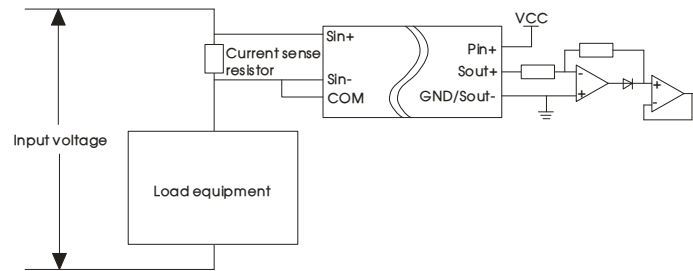 VCC
Sin+
Pin+
Current sense
resistor
Sout+
Sin-
COM
GND/Sout-
-
+
+
-
Input voltage
Load equipment